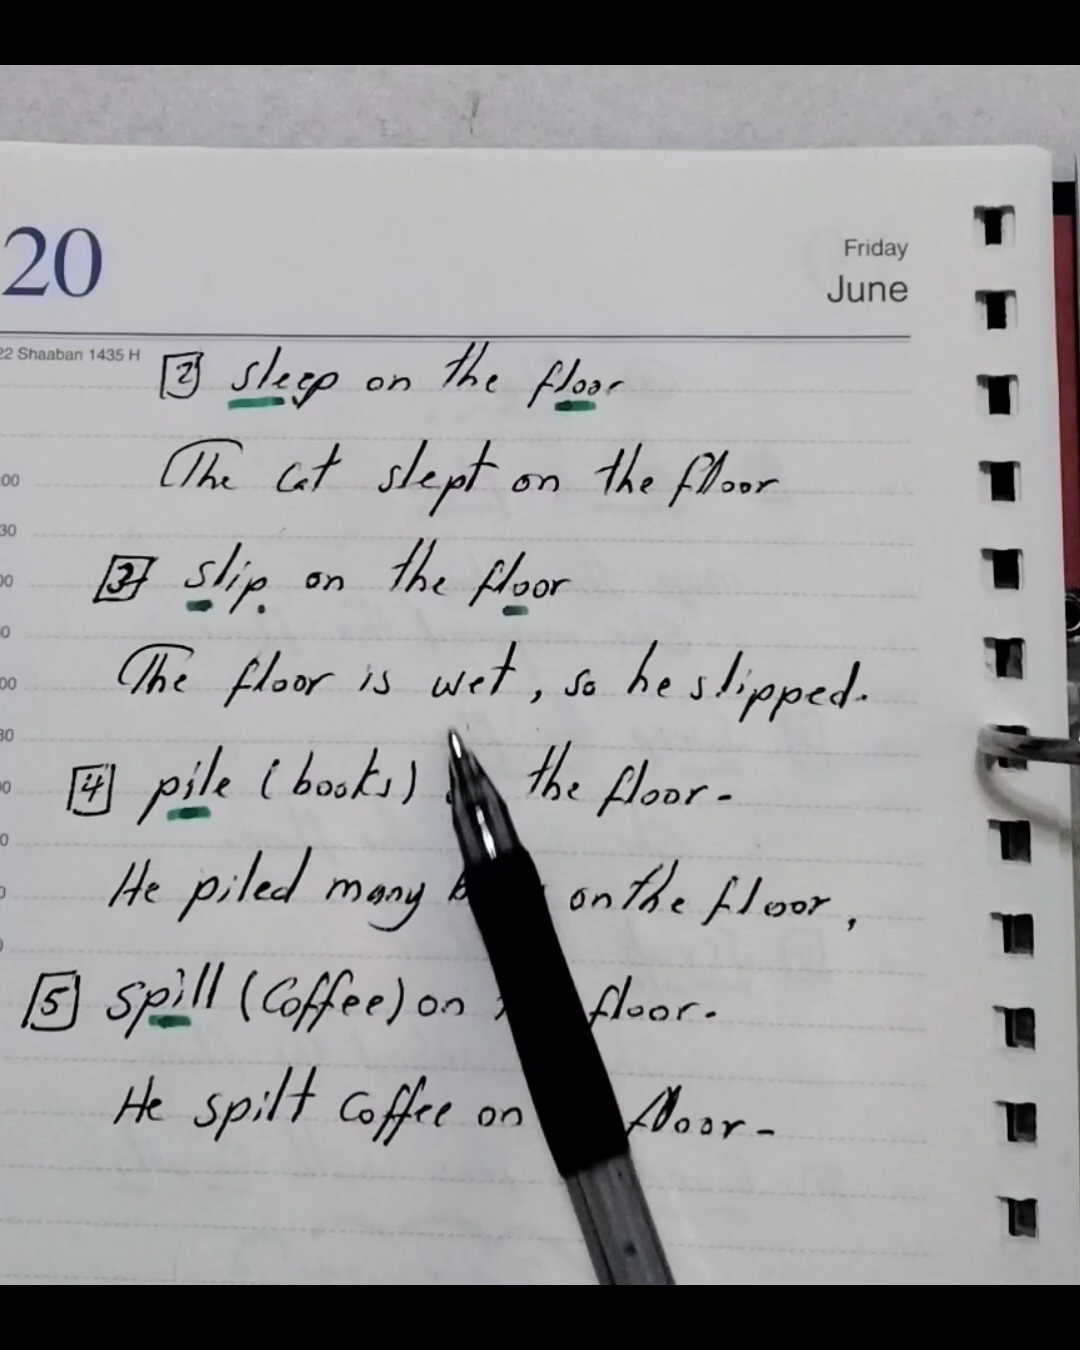 20
Friday
June
22 Shaaban 1435 H
2 sleep on the floor
The cat slept on the floor
3 slip on the floor
The floor is wet, so he slipped.
4 pile (books) the floor.
He piled many on the floor,
5 spill (Coffee) on floor.
He spilt Coffee on floor.